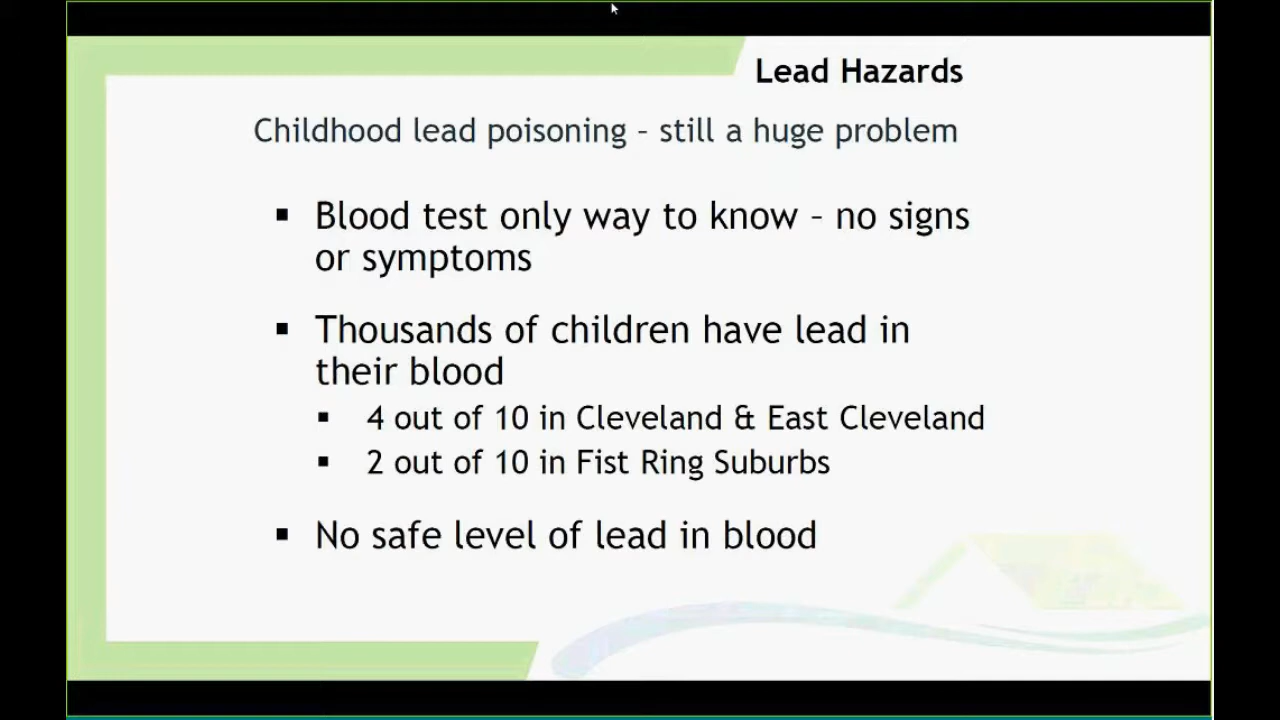 Lead Hazards
Childhood lead poisoning – still a huge problem
▪ Blood test only way to know – no signs
or symptoms
▪ Thousands of children have lead in
their blood
▪ 4 out of 10 in Cleveland & East Cleveland
▪ 2 out of 10 in Fist Ring Suburbs
▪ No safe level of lead in blood